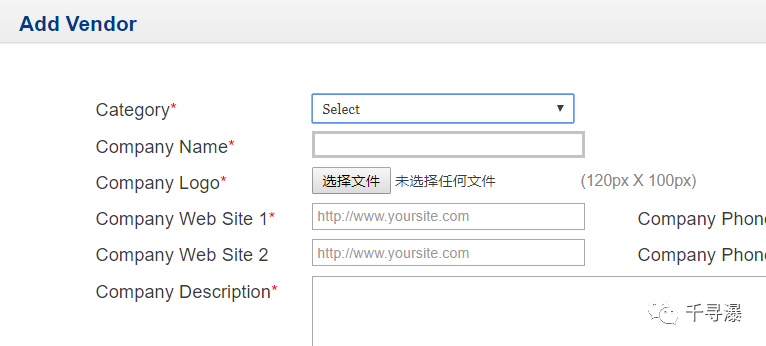 Add Vendor
Category* Select
Company Name*
Company Logo* 选择文件 未选择任何文件 (120px X 100px)
Company Web Site 1* http://www.yoursite.com Company Phon
Company Web Site 2 http://www.yoursite.com Company Phon
Company Description*
千寻瀑